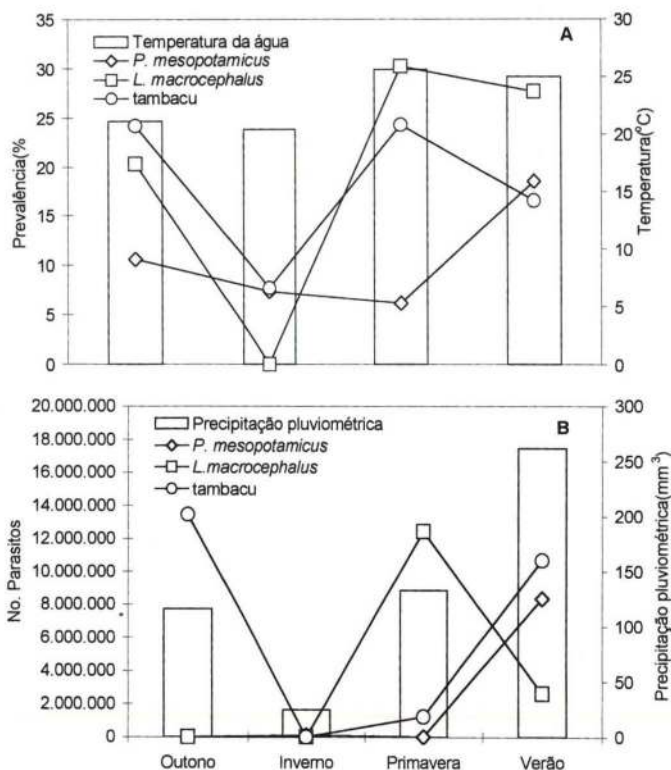 A
Temperatura da água
P. mesopotamicus
L. macrocephalus
tambacu
Prevalência(%
35
30
25
20
15
10
5
0
Temperatura(°C)
30
25
20
15
10
5
0
B
Precipitação pluviométrica
P. mesopotamicus
L.macrocephalus
tambacu
No. Parasitos
20.000.000
18.000.000
16.000.000
14.000.000
12.000.000
10.000.000
8.000.000
6.000.000
4.000.000
2.000.000
0
Precipitação pluviométrica(mm³)
300
250
200
150
100
50
0
Outono Inverno Primavera Verão